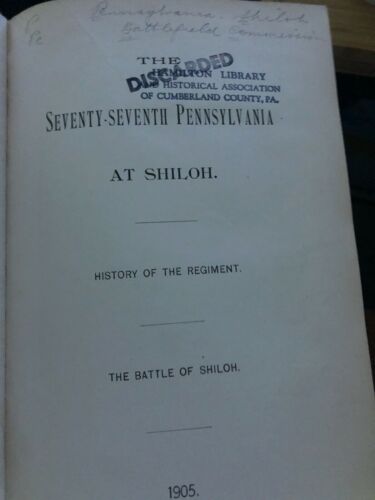 Pennsylvania. Shiloh
Battlefield Commission
THE
DISCARDED
HAMILTON LIBRARY
AND HISTORICAL ASSOCIATION
OF CUMBERLAND COUNTY, PA.
SEVENTY-SEVENTH PENNSYLVANIA
AT SHILOH.
HISTORY OF THE REGIMENT.
THE BATTLE OF SHILOH.
1905.